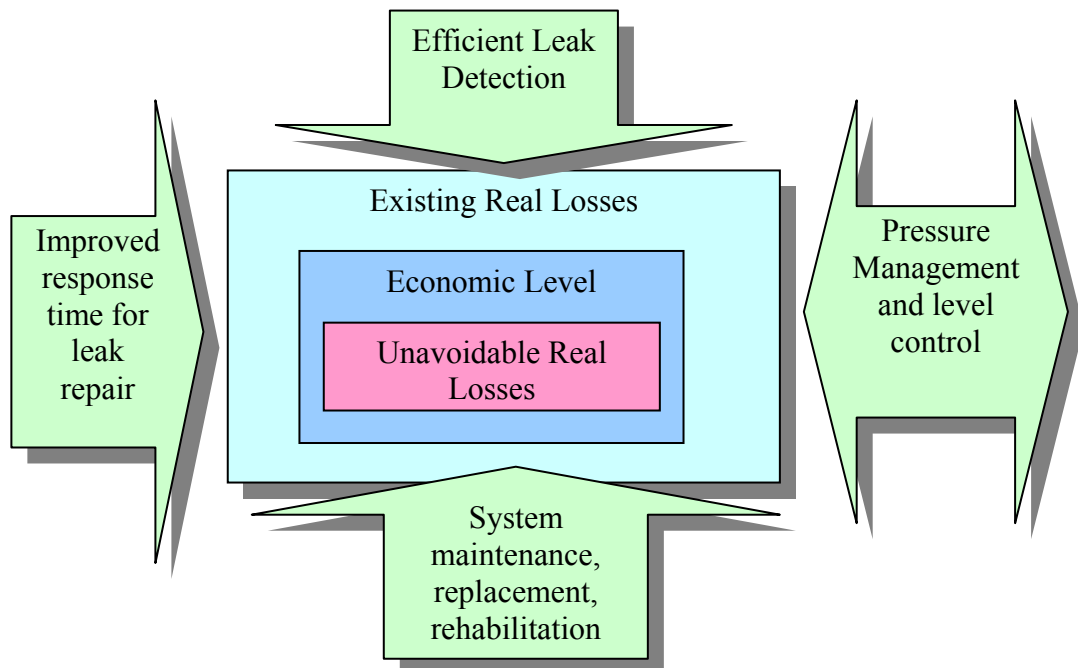 Efficient Leak
Detection
Existing Real Losses
Improved
response
time for
leak
repair
Economic Level
Unavoidable Real
Losses
Pressure
Management
and level
control
System
maintenance,
replacement,
rehabilitation